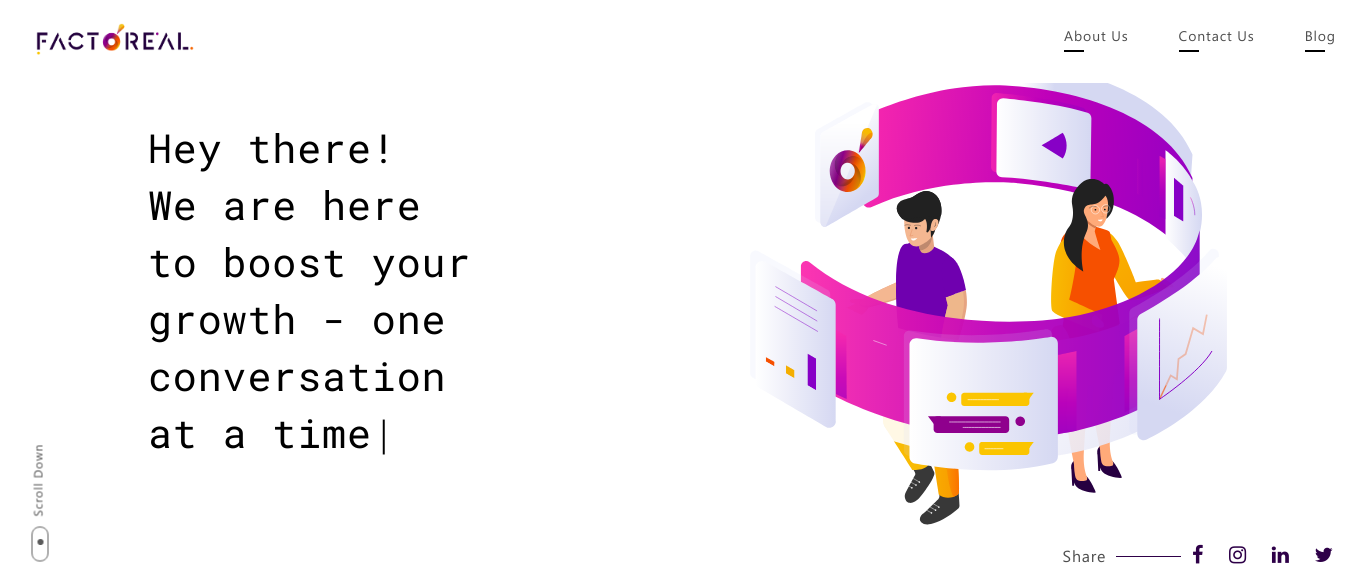 FACTOREAL.
About Us
Contact Us
Blog
Hey there!
We are here
to boost your
growth - one
conversation
at a time|
Scroll Down
Share